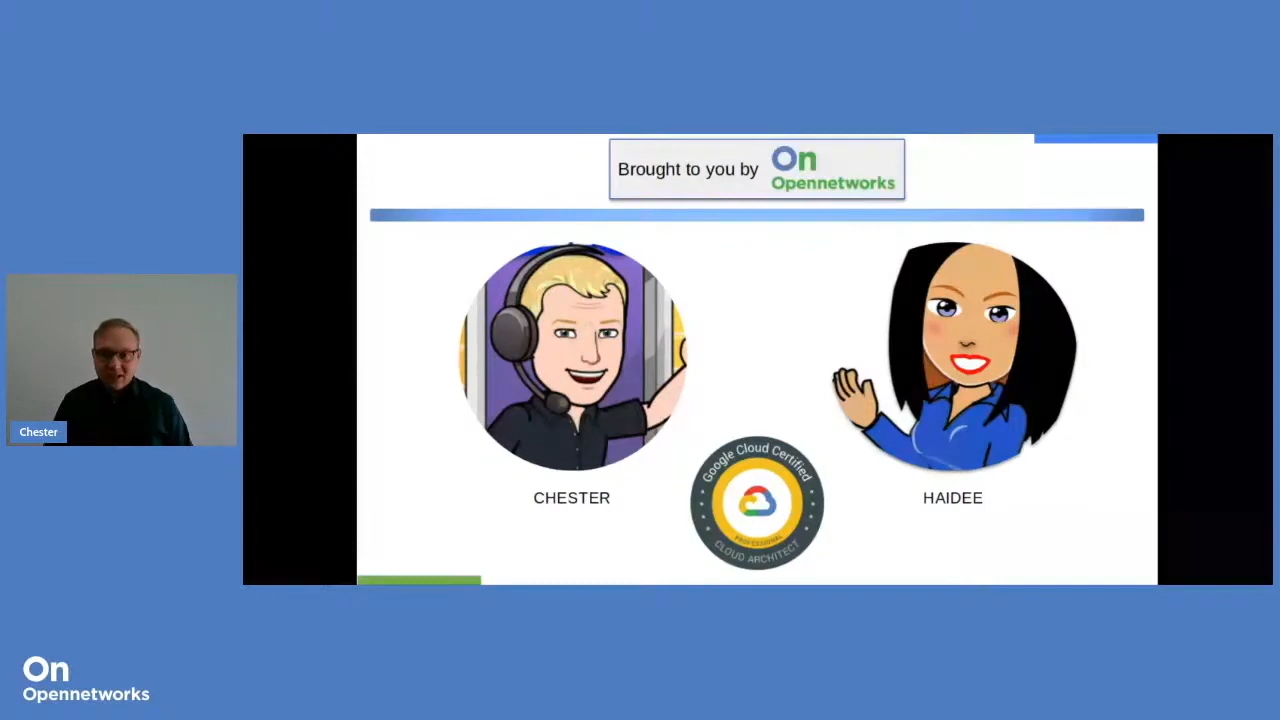 Brought to you by
On
Opennetworks
Google Cloud Certified
PROFESSIONAL
CLOUD ARCHITECT
CHESTER
HAIDEE
Chester
On
Opennetworks